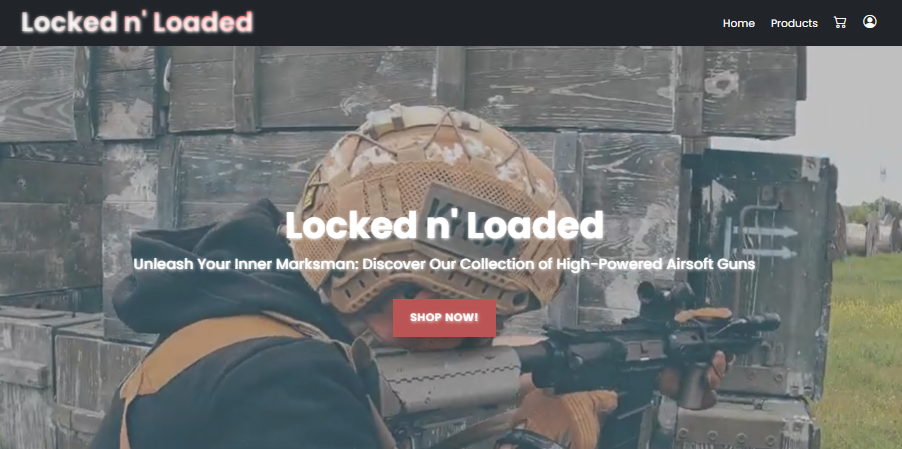 Locked n' Loaded
Home
Products
Locked n' Loaded
Unleash Your Inner Marksman: Discover Our Collection of High-Powered Airsoft Guns
SHOP NOW!